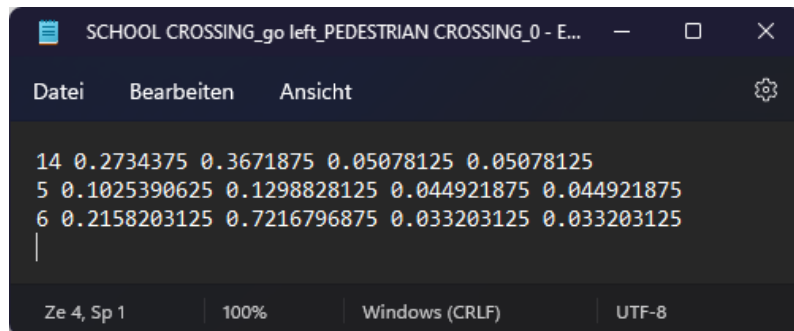 SCHOOL CROSSING_go left_PEDESTRIAN CROSSING_0 - E...
Datei Bearbeiten Ansicht
14 0.2734375 0.3671875 0.05078125 0.05078125
5 0.1025390625 0.1298828125 0.044921875 0.044921875
6 0.2158203125 0.7216796875 0.033203125 0.033203125
Ze 4, Sp 1 100% Windows (CRLF) UTF-8